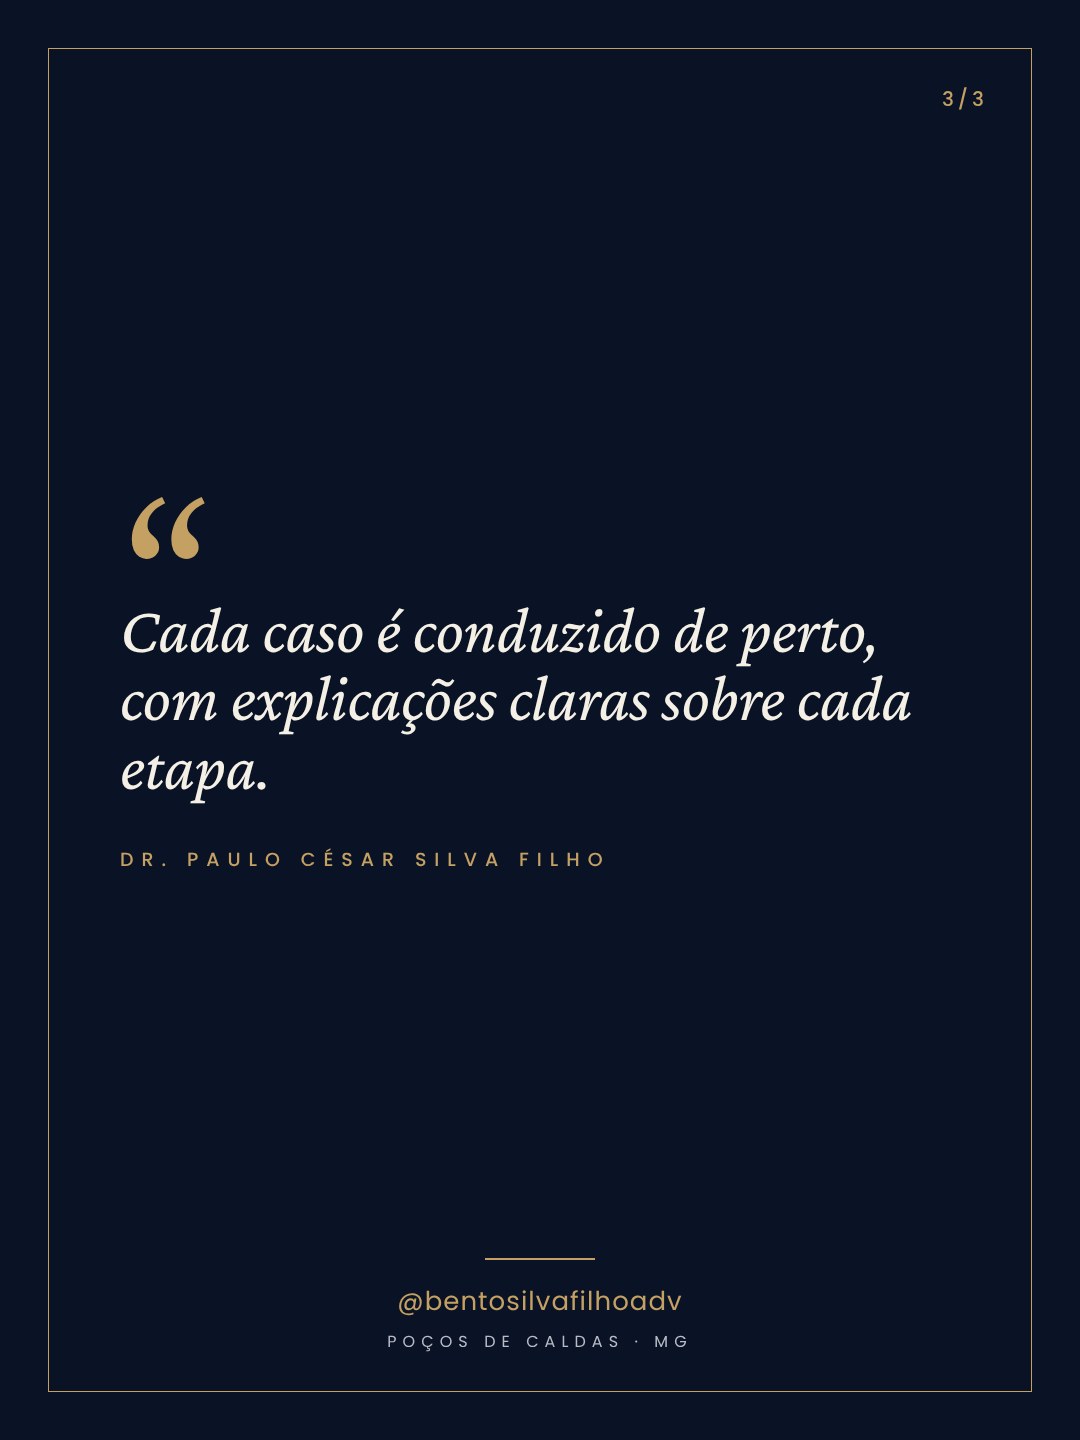 3/3
“
Cada caso é conduzido de perto,
com explicações claras sobre cada
etapa.
DR. PAULO CÉSAR SILVA FILHO
@bentosilvafilhoadv
POÇOS DE CALDAS · MG